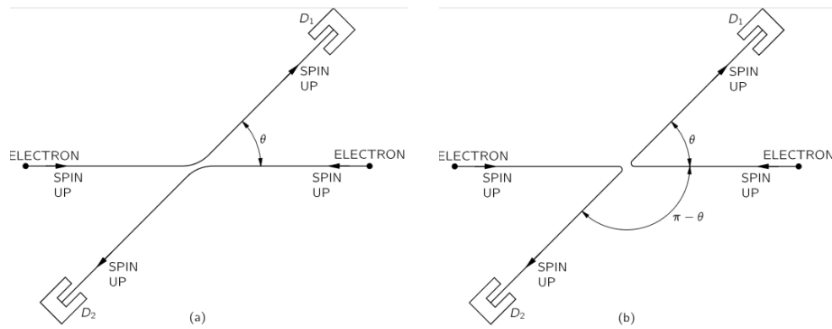 D₁
SPIN
UP
θ
ELECTRON
ELECTRON
SPIN
UP
SPIN
UP
SPIN
UP
D₂
(a)
D₁
SPIN
UP
θ
ELECTRON
ELECTRON
SPIN
UP
SPIN
UP
π − θ
SPIN
UP
D₂
(b)